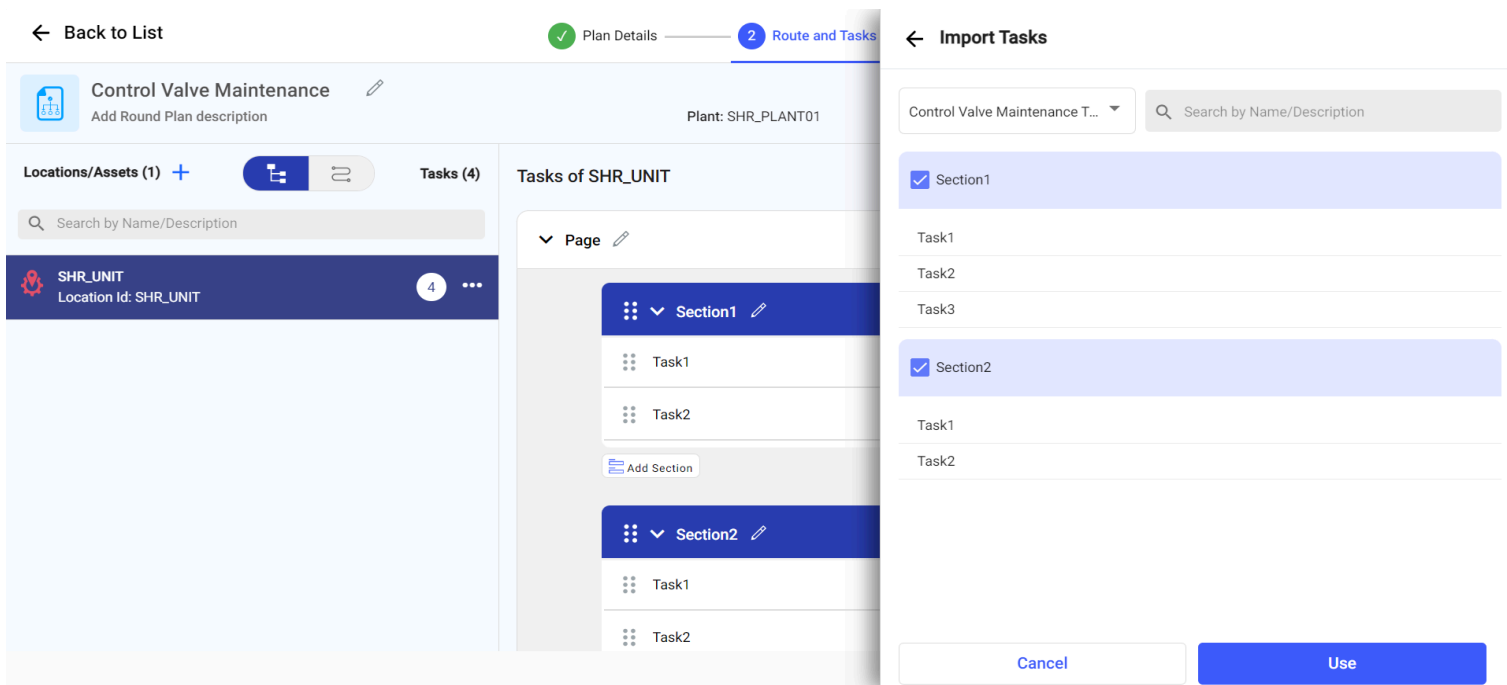 Back to List
Plan Details
2 Route and Tasks
Control Valve Maintenance
Add Round Plan description
Plant: SHR_PLANT01
Locations/Assets (1) +
Tasks (4)
Search by Name/Description
SHR_UNIT
Location Id: SHR_UNIT
4
Tasks of SHR_UNIT
Page
Section1
Task1
Task2
Add Section
Section2
Task1
Task2
Import Tasks
Control Valve Maintenance T...
Search by Name/Description
Section1
Task1
Task2
Task3
Section2
Task1
Task2
Cancel
Use